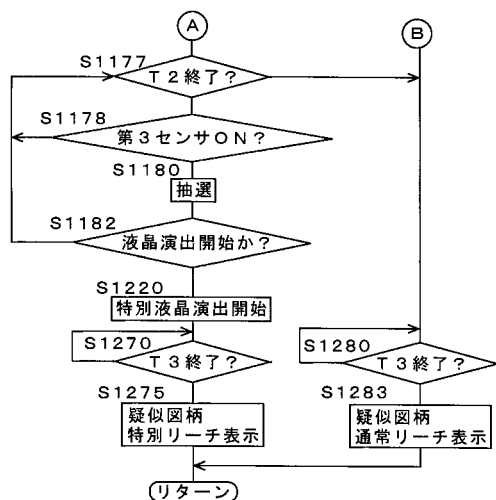 A
B
S1177
T2終了?
S1178
第3センサON?
S1180
抽選
S1182
液晶演出開始か?
S1220
特別液晶演出開始
S1270
T3終了?
S1280
T3終了?
S1275
疑似図柄
特別リーチ表示
S1283
疑似図柄
通常リーチ表示
リターン